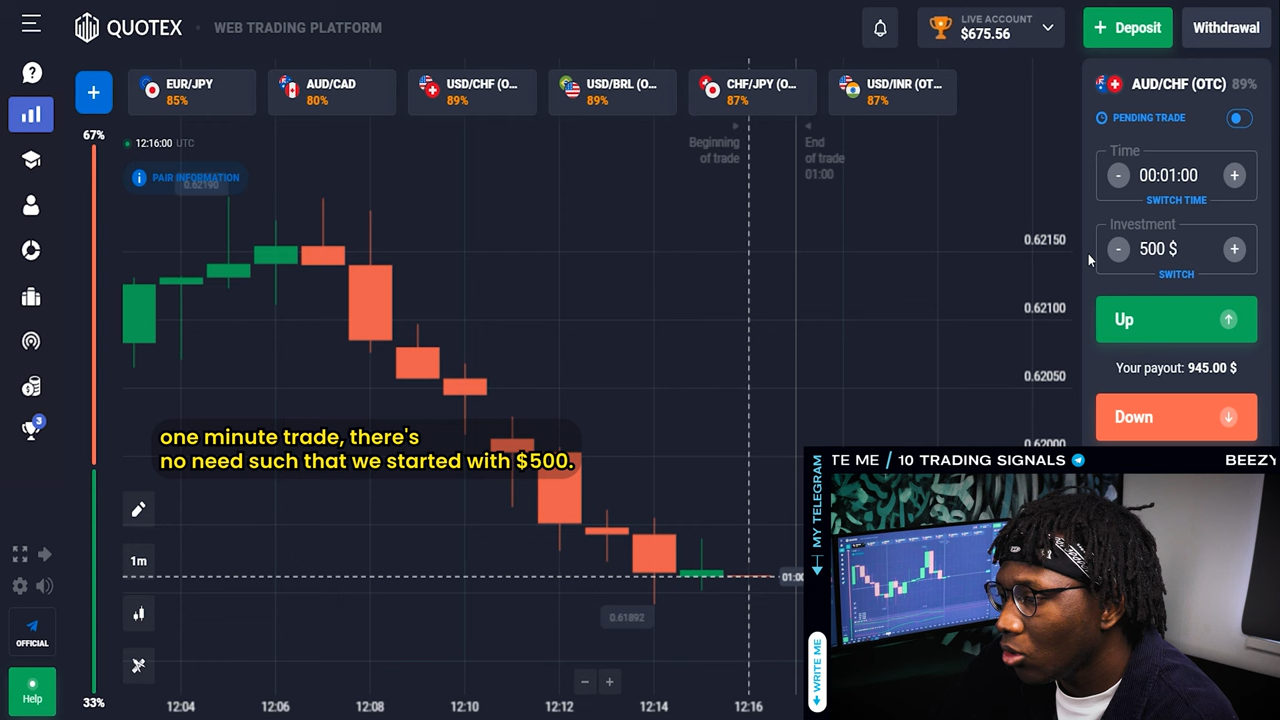 QUOTEX
WEB TRADING PLATFORM
LIVE ACCOUNT
$675.56
+ Deposit
Withdrawal
EUR/JPY
85%
AUD/CAD
80%
USD/CHF (O...
89%
USD/BRL (O...
89%
CHF/JPY (O...
87%
USD/INR (OT...
87%
AUD/CHF (OTC) 89%
PENDING TRADE
Time
- 00:01:00 +
SWITCH TIME
Investment
- 500 $ +
SWITCH
Up
Your payout: 945.00 $
Down
67%
12:16:00 UTC
PAIR INFORMATION
0.62190
Beginning
of trade
End
of trade
01:00
0.62150
0.62100
0.62050
0.62000
one minute trade, there's
no need such that we started with $500.
1m
0.61892
3
OFFICIAL
Help
33%
12:04
12:06
12:08
12:10
12:12
12:14
12:16
TE ME / 10 TRADING SIGNALS
BEEZY
MY TELEGRAM
WRITE ME